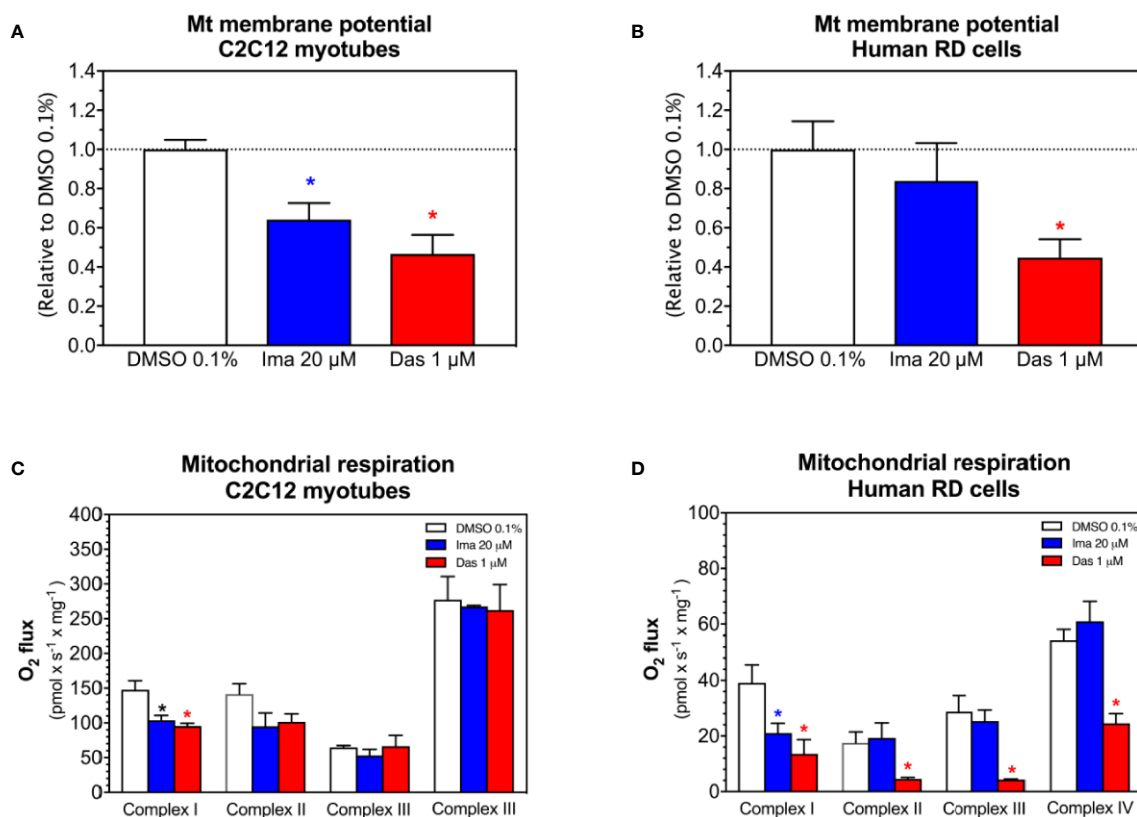 A
Mt membrane potential
C2C12 myotubes
(Relative to DMSO 0.1%)
1.4
1.2
1.0
0.8
0.6
0.4
0.2
0.0
*
*
DMSO 0.1%
Ima 20 µM
Das 1 µM
B
Mt membrane potential
Human RD cells
(Relative to DMSO 0.1%)
1.4
1.2
1.0
0.8
0.6
0.4
0.2
0.0
*
DMSO 0.1%
Ima 20 µM
Das 1 µM
C
Mitochondrial respiration
C2C12 myotubes
O2 flux
(pmol x s-1 x mg-1)
400
350
300
250
200
150
100
50
0
DMSO 0.1%
Ima 20 µM
Das 1 µM
*
*
Complex I
Complex II
Complex III
Complex III
D
Mitochondrial respiration
Human RD cells
O2 flux
(pmol x s-1 x mg-1)
100
80
60
40
20
0
DMSO 0.1%
Ima 20 µM
Das 1 µM
*
*
*
*
*
Complex I
Complex II
Complex III
Complex IV